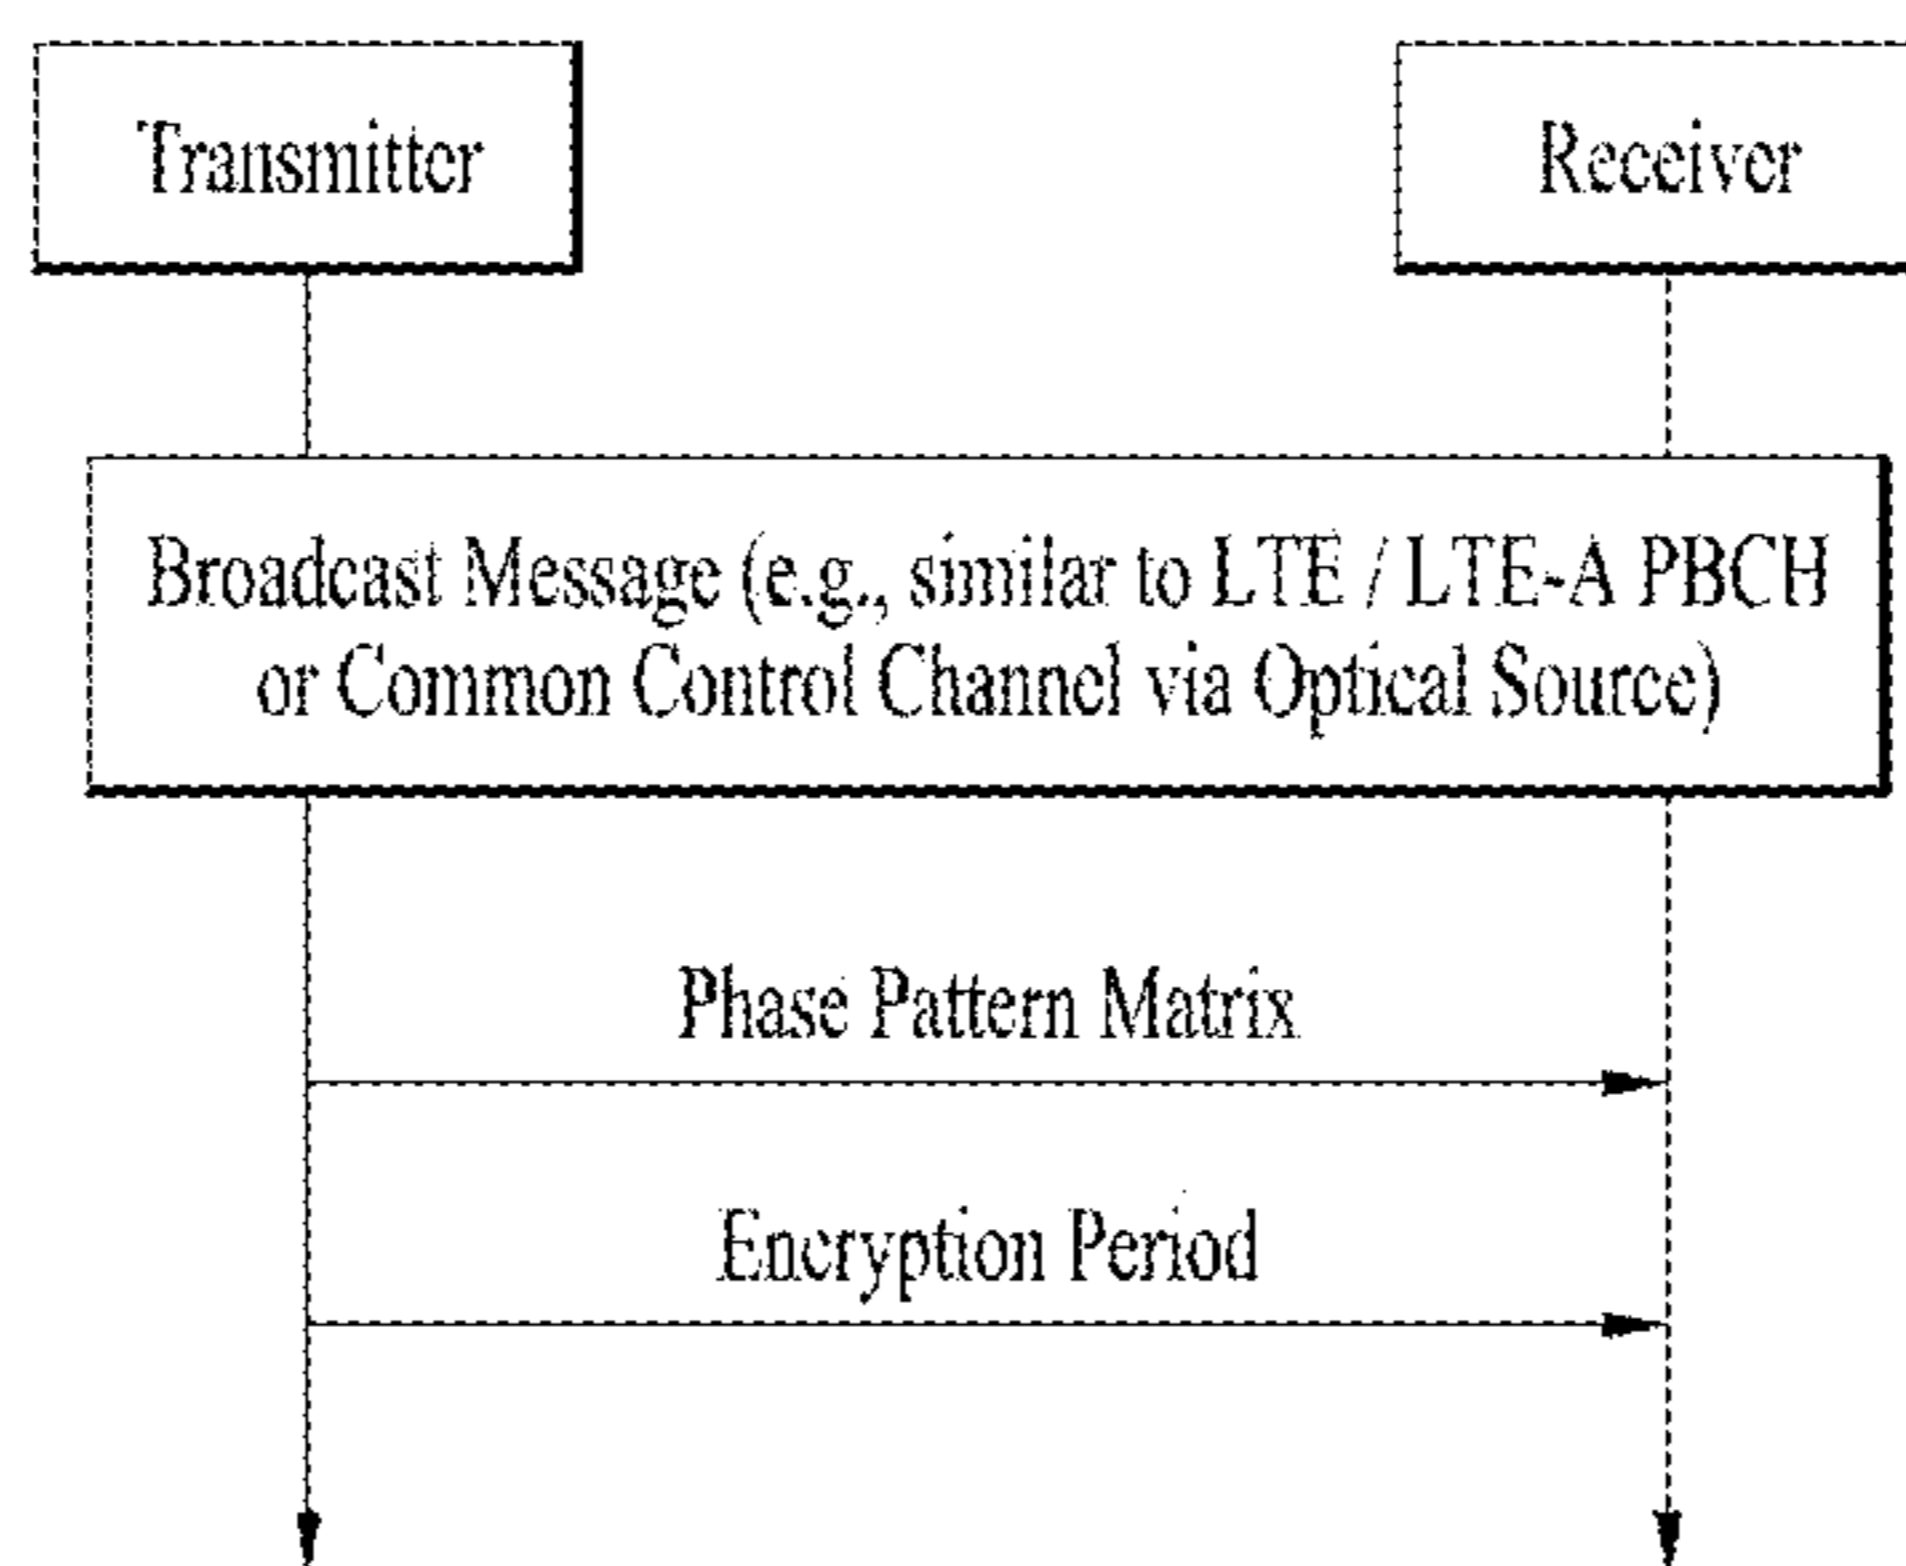 Transmitter
Receiver
Broadcast Message (e.g., similar to LTE / LTE-A PBCH
or Common Control Channel via Optical Source)
Phase Pattern Matrix
Encryption Period